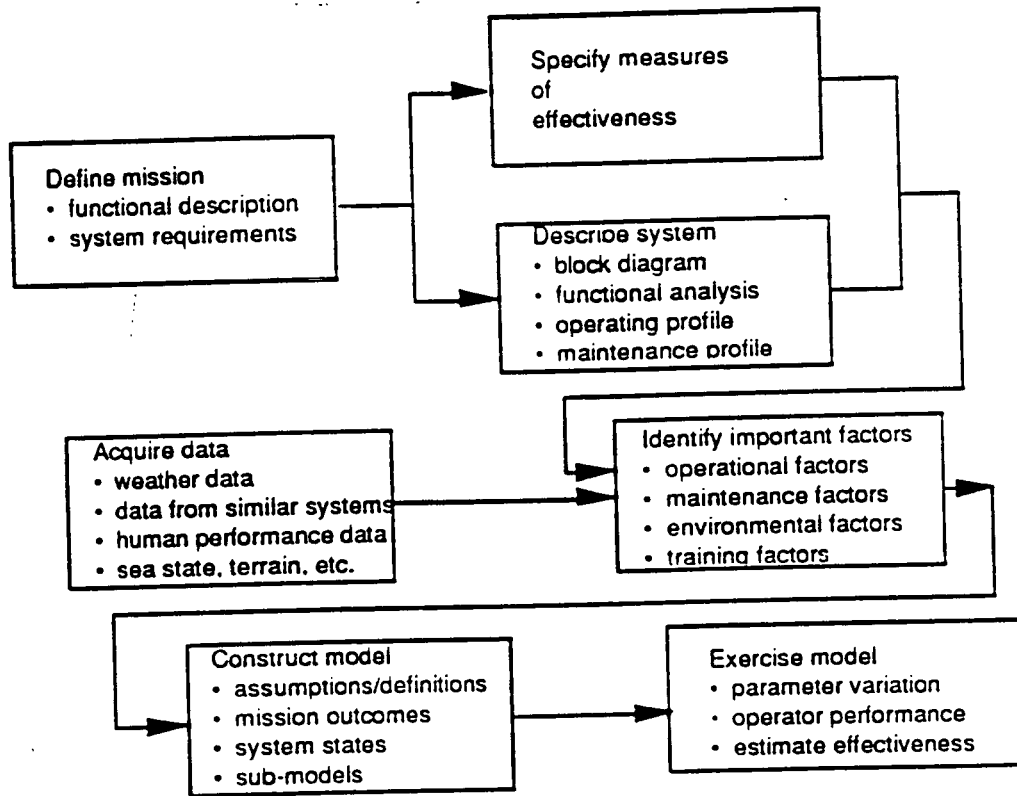 Specify measures
of
effectiveness
Define mission
• functional description
• system requirements
Describe system
• block diagram
• functional analysis
• operating profile
• maintenance profile
Acquire data
• weather data
• data from similar systems
• human performance data
• sea state, terrain, etc.
Identify important factors
• operational factors
• maintenance factors
• environmental factors
• training factors
Construct model
• assumptions/definitions
• mission outcomes
• system states
• sub-models
Exercise model
• parameter variation
• operator performance
• estimate effectiveness